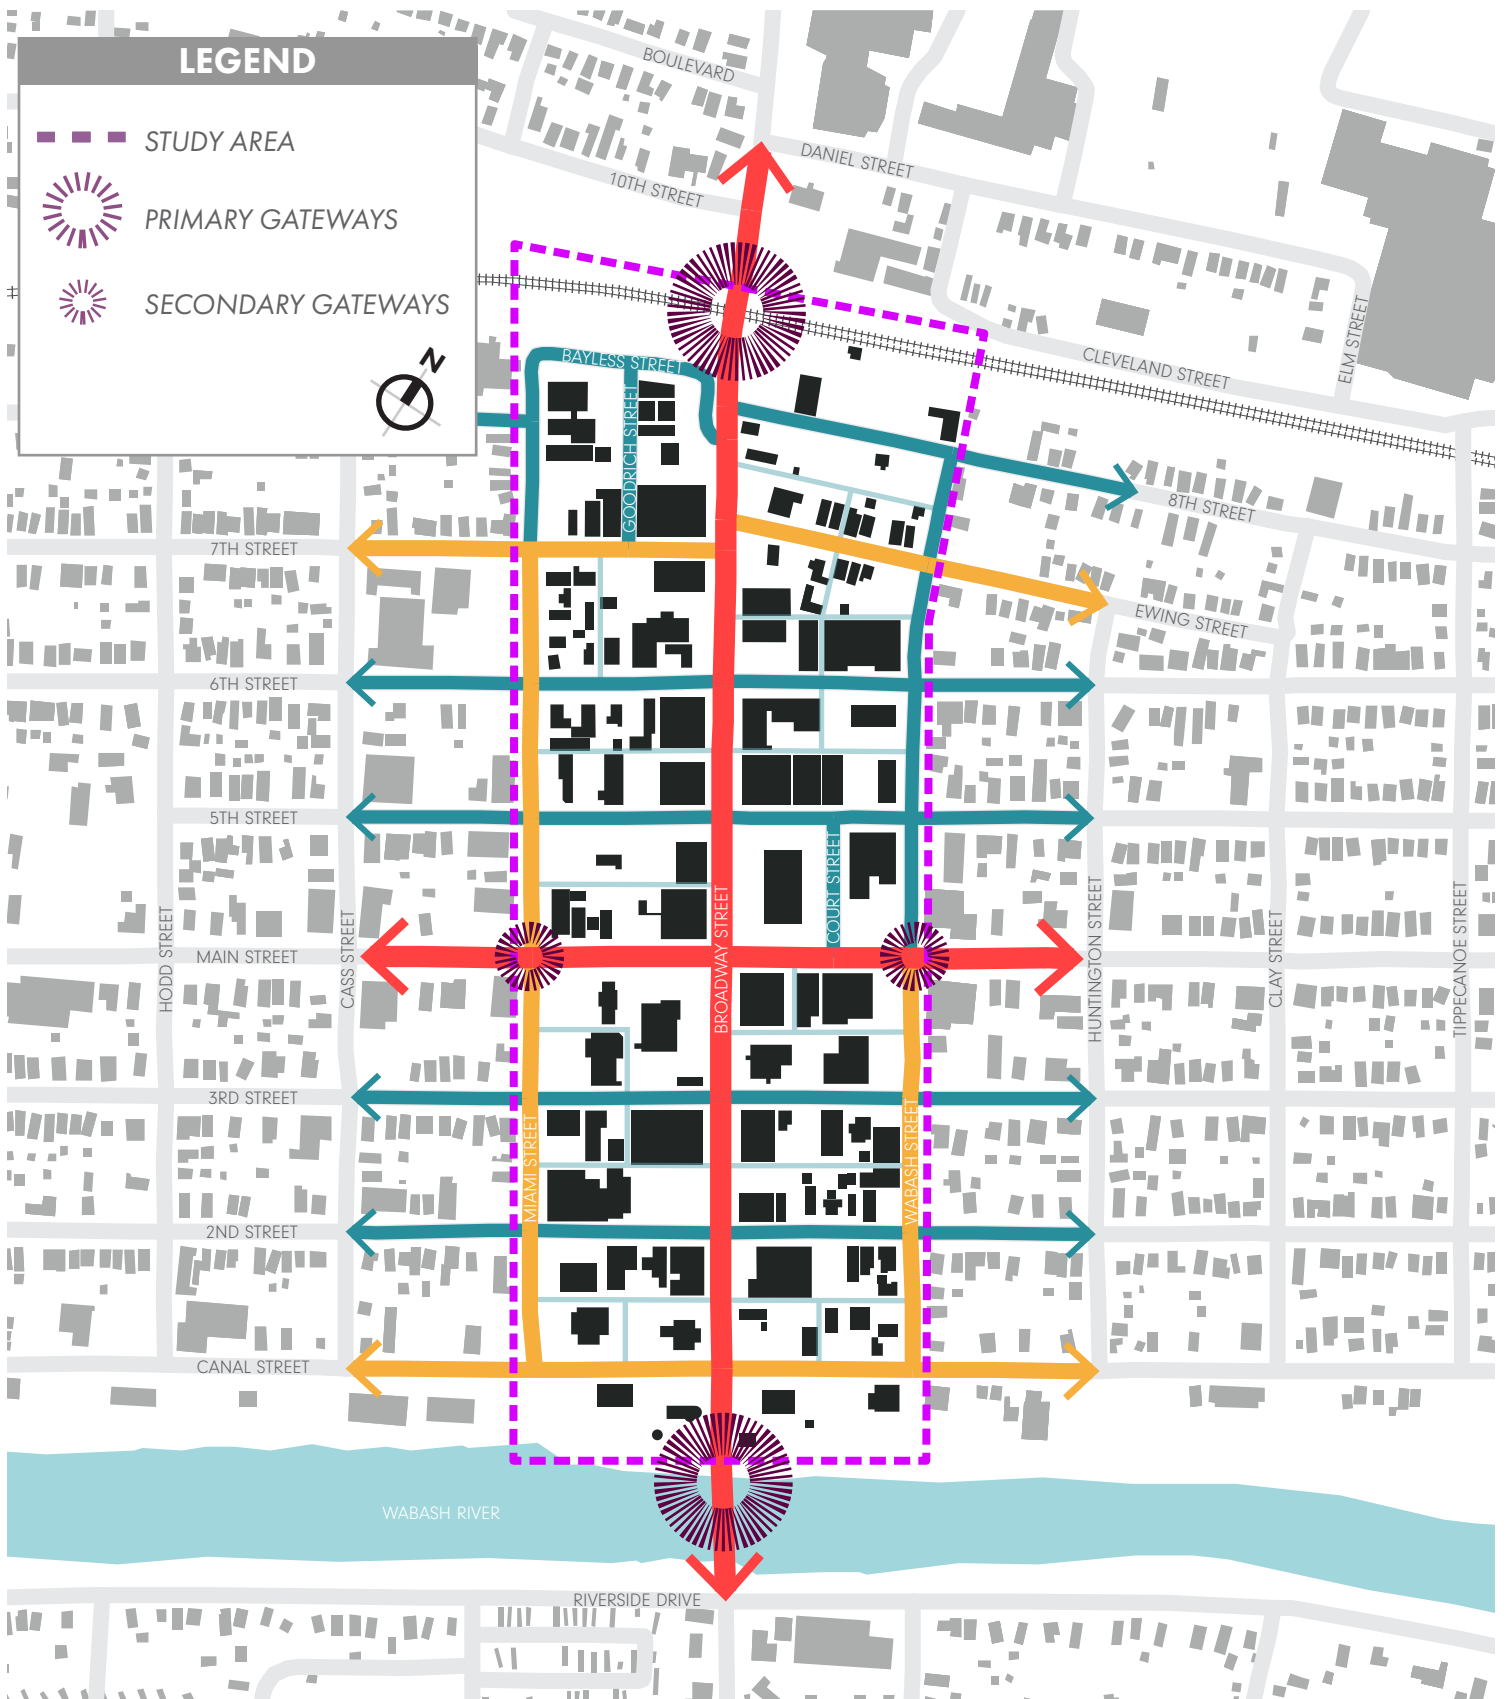 LEGEND
STUDY AREA
PRIMARY GATEWAYS
SECONDARY GATEWAYS
N
BOULEVARD
DANIEL STREET
10TH STREET
ELM STREET
CLEVELAND STREET
BAYLESS STREET
GOODRICH STREET
8TH STREET
7TH STREET
EWING STREET
6TH STREET
5TH STREET
COURT STREET
HODD STREET
MAIN STREET
CASS STREET
BROADWAY STREET
HUNTINGTON STREET
CLAY STREET
TIPPECANOE STREET
3RD STREET
MIAMI STREET
WABASH STREET
2ND STREET
CANAL STREET
WABASH RIVER
RIVERSIDE DRIVE